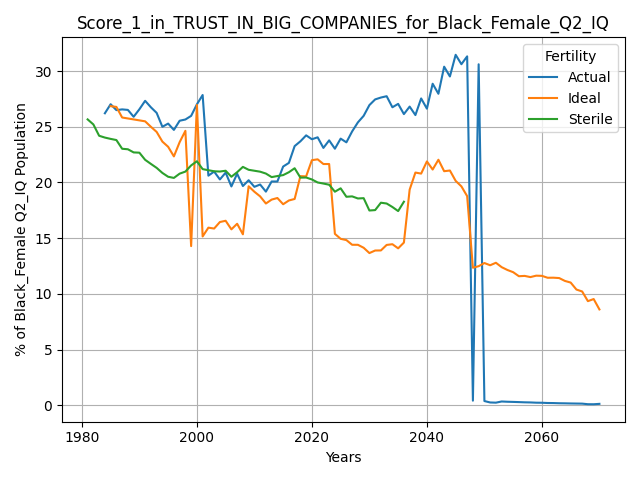 Score_1_in_TRUST_IN_BIG_COMPANIES_for_Black_Female_Q2_IQ
% of Black_Female Q2_IQ Population
30
25
20
15
10
5
0
1980
2000
2020
2040
2060
Years
Fertility
Actual
Ideal
Sterile